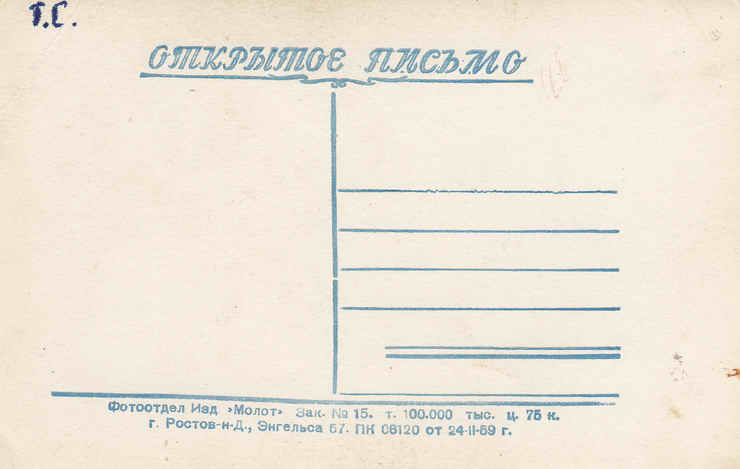 Т.С.
ОТКРЫТОЕ ПИСЬМО
Фотоотдел Изд „Молот“ Зак. № 15. т. 100.000 тыс. ц. 75 к.
г. Ростов-н-Д., Энгельса 57. ПК 06120 от 24-II-59 г.